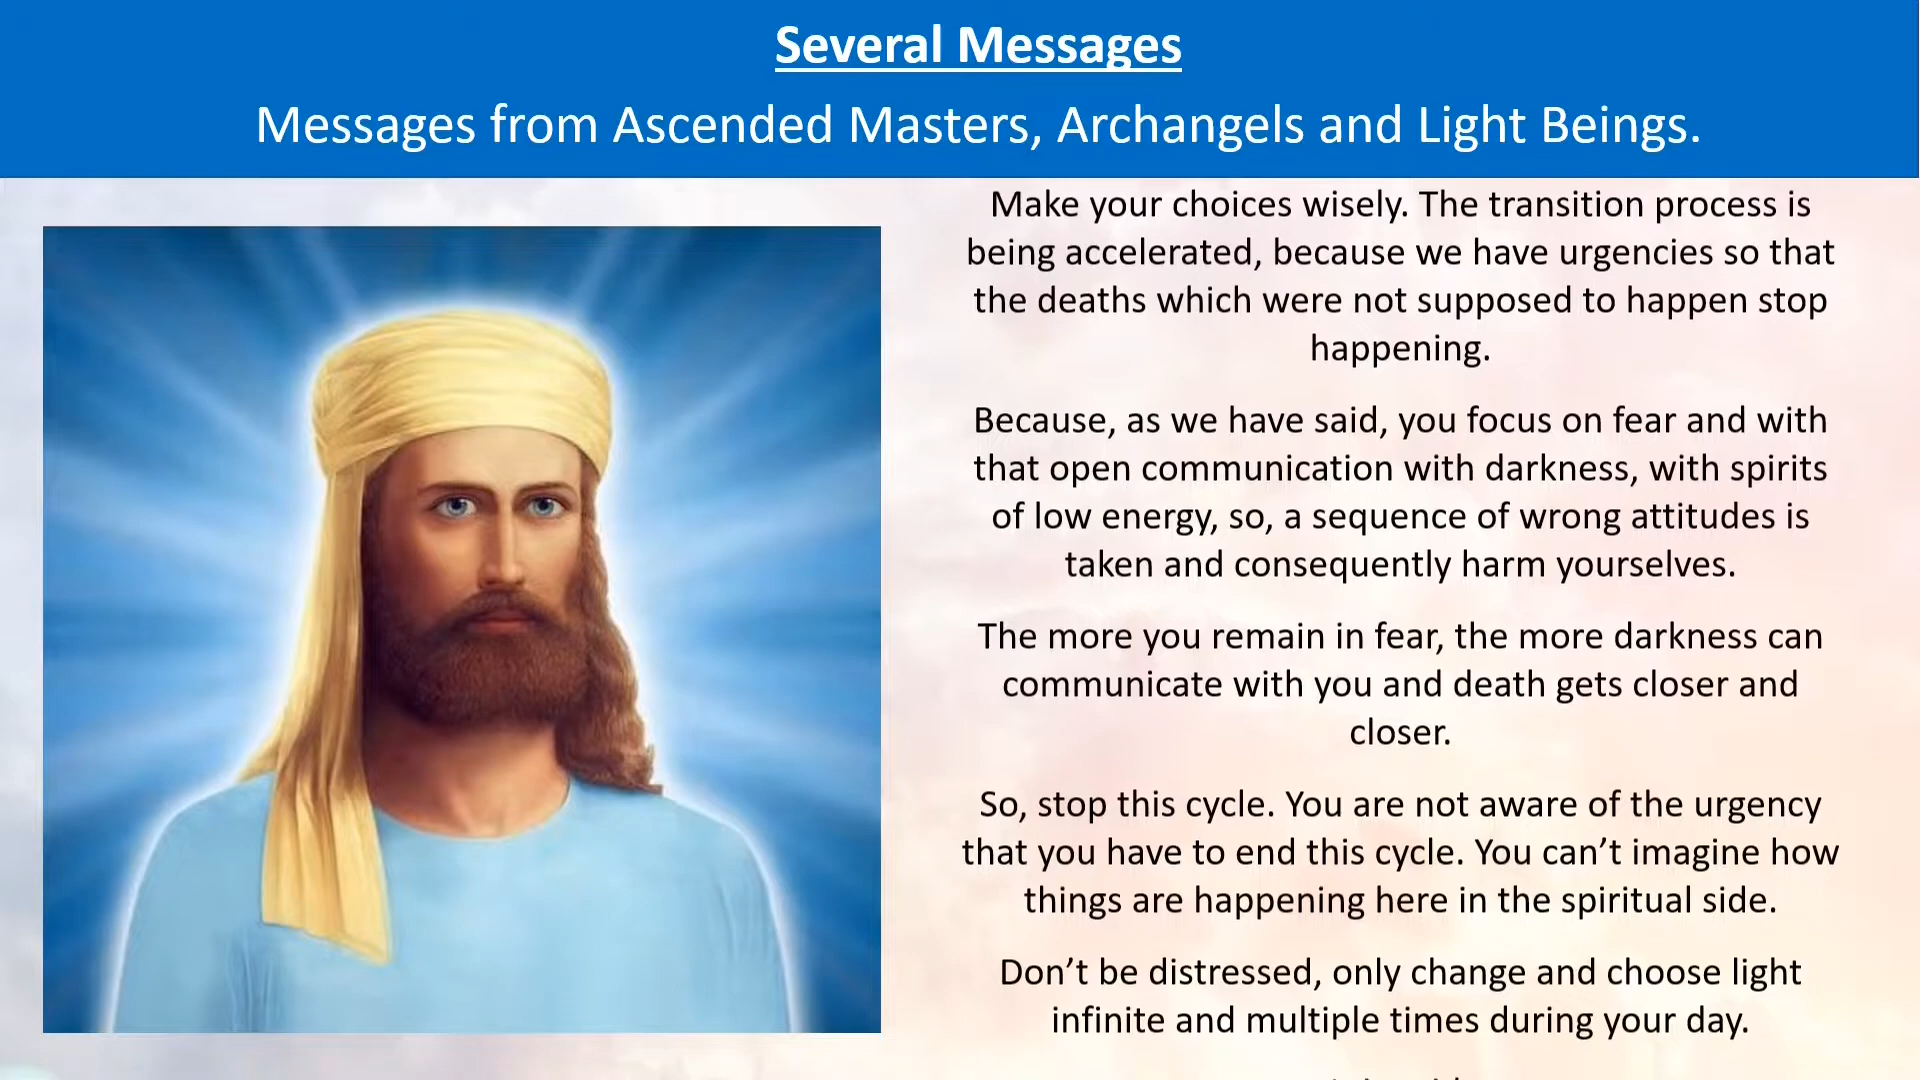 Several Messages
Messages from Ascended Masters, Archangels and Light Beings.
Make your choices wisely. The transition process is
being accelerated, because we have urgencies so that
the deaths which were not supposed to happen stop
happening.
Because, as we have said, you focus on fear and with
that open communication with darkness, with spirits
of low energy, so, a sequence of wrong attitudes is
taken and consequently harm yourselves.
The more you remain in fear, the more darkness can
communicate with you and death gets closer and
closer.
So, stop this cycle. You are not aware of the urgency
that you have to end this cycle. You can’t imagine how
things are happening here in the spiritual side.
Don’t be distressed, only change and choose light
infinite and multiple times during your day.